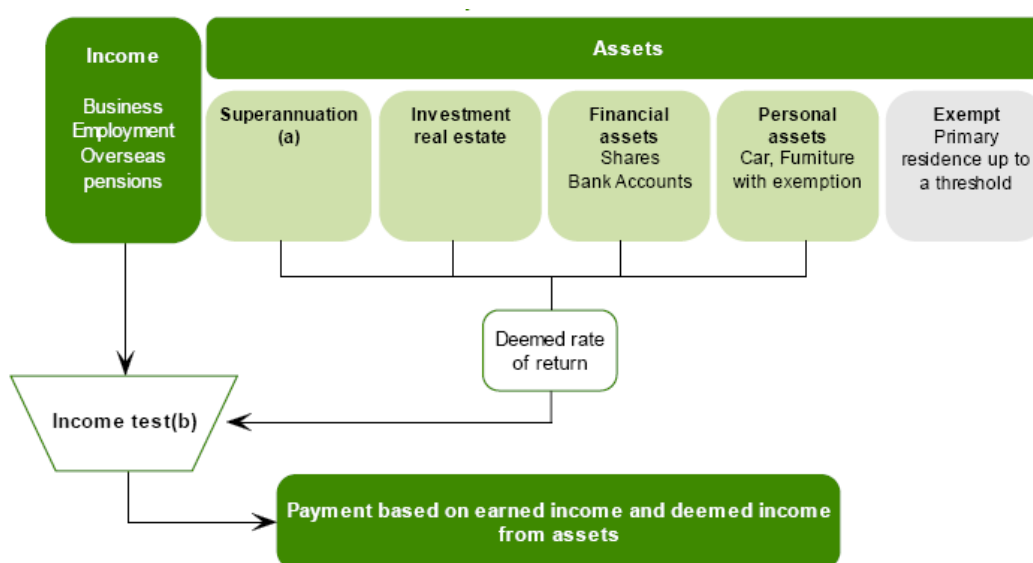 Income
Business
Employment
Overseas
pensions
Assets
Superannuation
(a)
Investment
real estate
Financial
assets
Shares
Bank Accounts
Personal
assets
Car, Furniture
with exemption
Exempt
Primary
residence up to
a threshold
Deemed rate
of return
Income test(b)
Payment based on earned income and deemed income
from assets